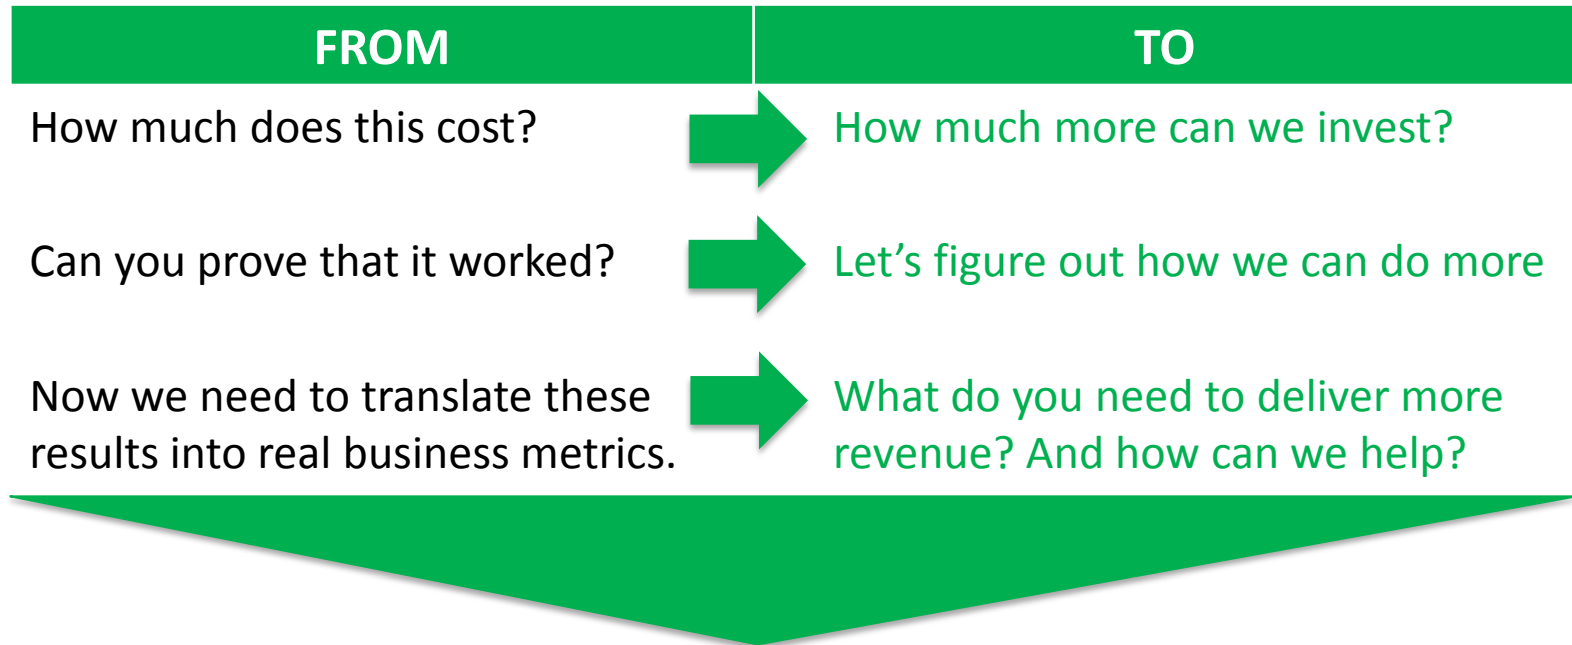 FROM
TO
How much does this cost?
How much more can we invest?
Can you prove that it worked?
Let’s figure out how we can do more
Now we need to translate these
results into real business metrics.
What do you need to deliver more
revenue? And how can we help?